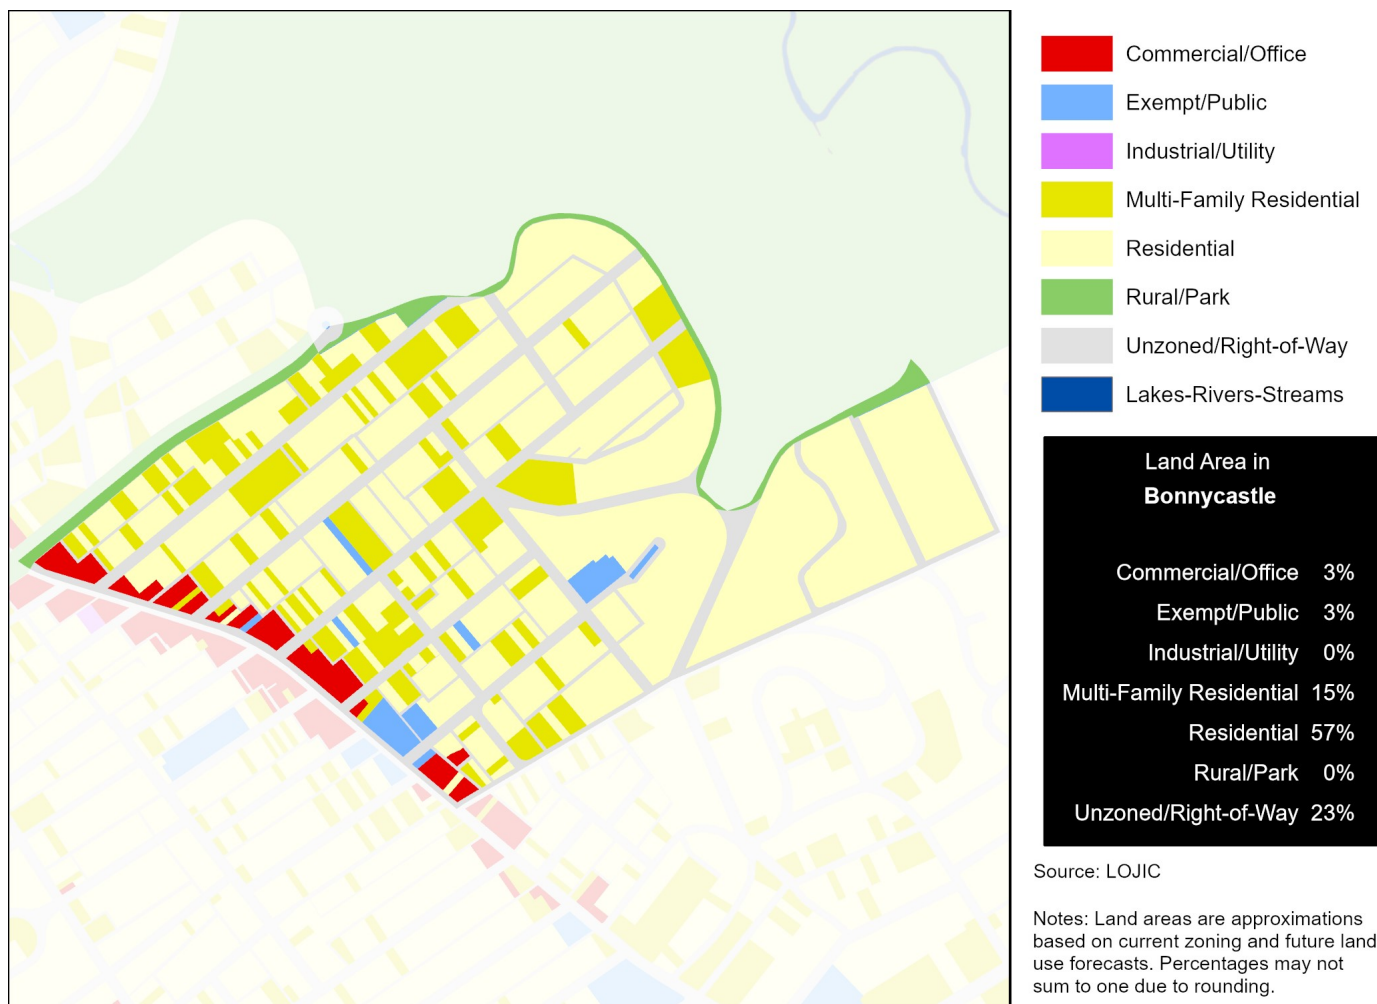 Commercial/Office
Exempt/Public
Industrial/Utility
Multi-Family Residential
Residential
Rural/Park
Unzoned/Right-of-Way
Lakes-Rivers-Streams
Land Area in
Bonnycastle
Commercial/Office 3%
Exempt/Public 3%
Industrial/Utility 0%
Multi-Family Residential 15%
Residential 57%
Rural/Park 0%
Unzoned/Right-of-Way 23%
Source: LOJIC
Notes: Land areas are approximations
based on current zoning and future land
use forecasts. Percentages may not
sum to one due to rounding.